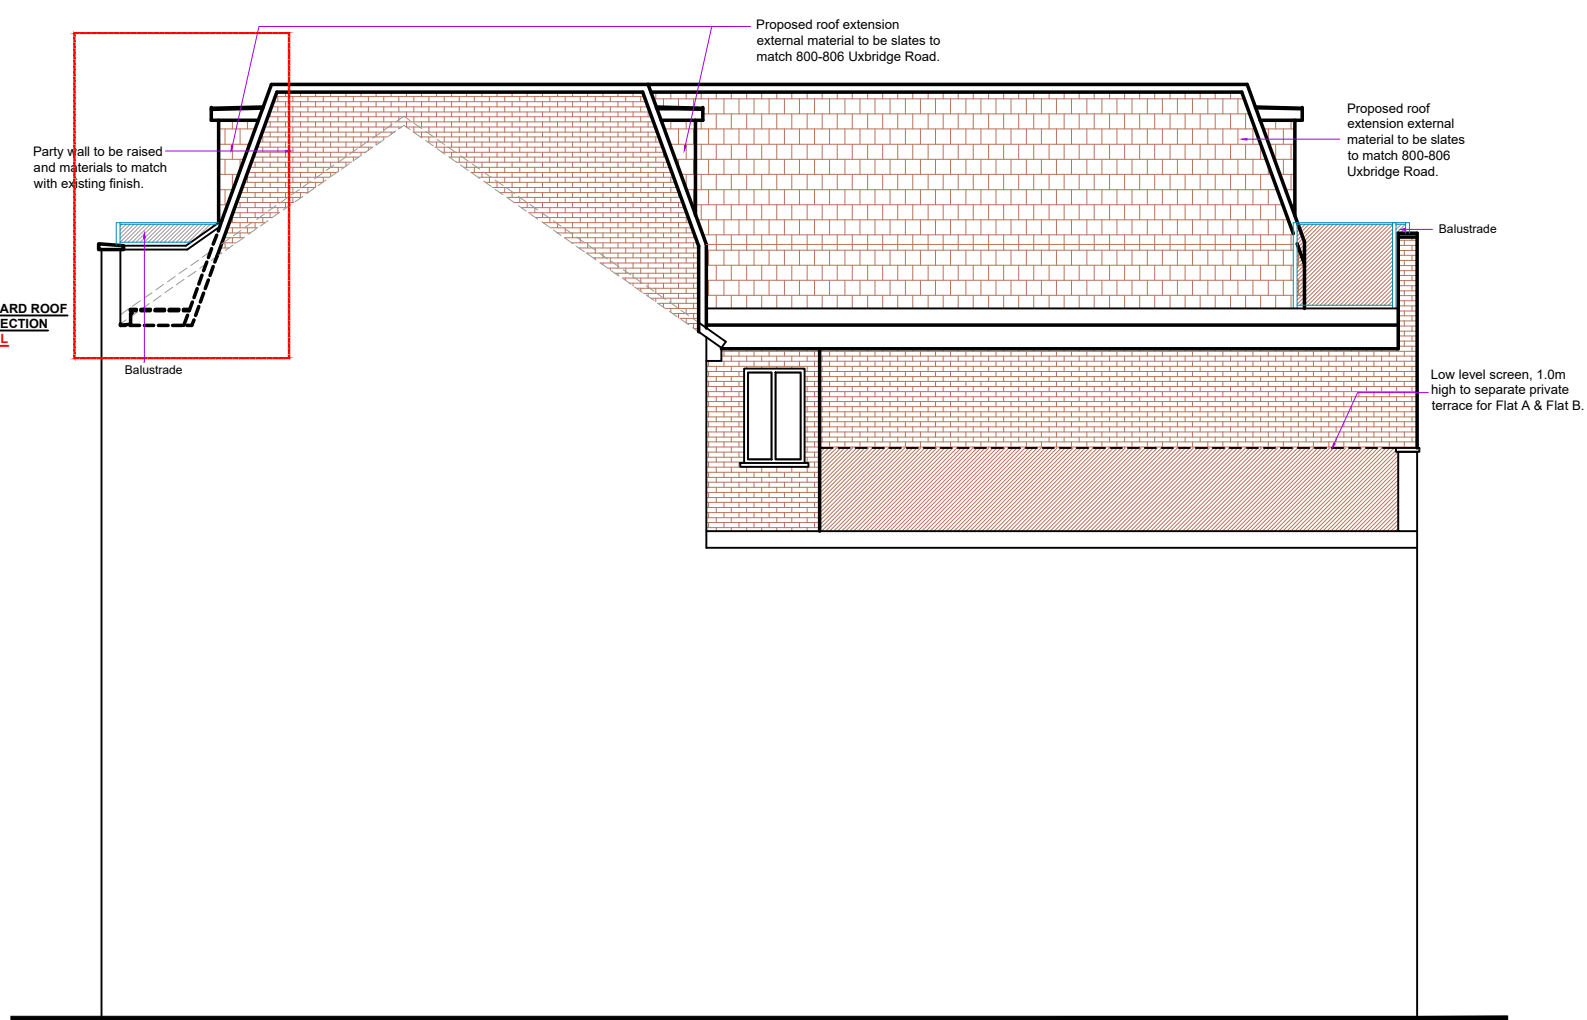 Proposed roof extension
external material to be slates to
match 800-806 Uxbridge Road.
Proposed roof
extension external
material to be slates
to match 800-806
Uxbridge Road.
Party wall to be raised
and materials to match
with existing finish.
Balustrade
ARD ROOF
ECTION
L
Balustrade
Low level screen, 1.0m
high to separate private
terrace for Flat A & Flat B.